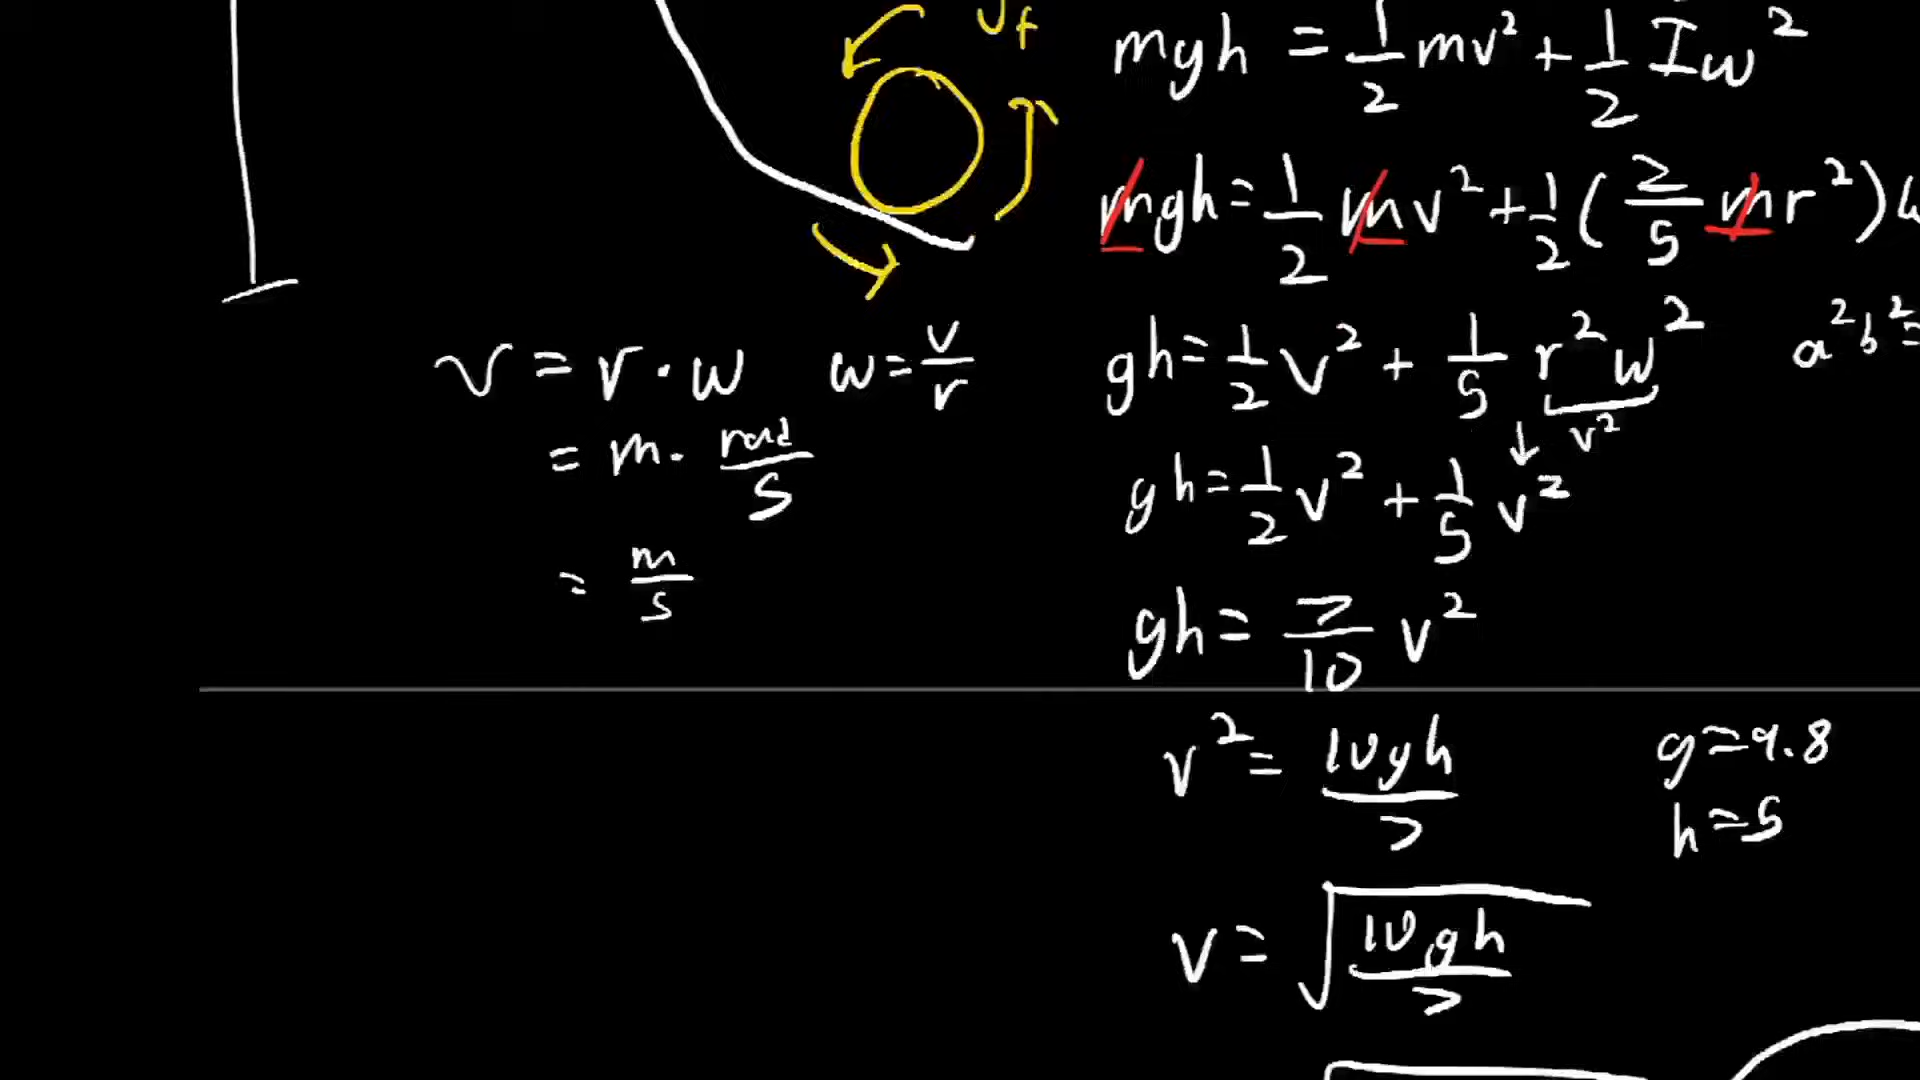 υf
mgh = 1/2 mv² + 1/2 Iω²
mgh = 1/2 mv² + 1/2 (2/5 mr²)ω
v = r · ω   ω = v/r
gh = 1/2 v² + 1/5 r²ω²   a²b² =
v²
= m · rad/s
gh = 1/2 v² + 1/5 v²
= m/s
gh = 7/10 v²
v² = 10gh/7   g = 9.8
h = 5
v = √(10gh/7)